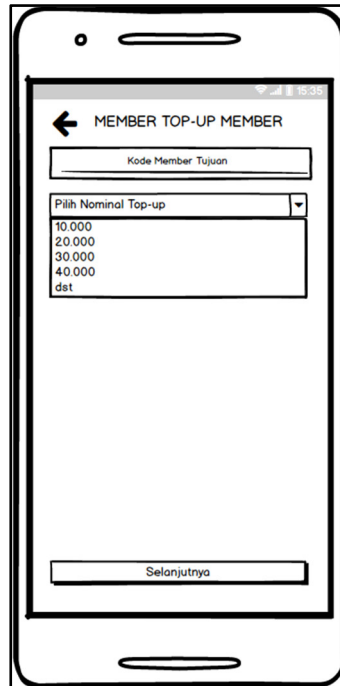 15:35
MEMBER TOP-UP MEMBER
Kode Member Tujuan
Pilih Nominal Top-up
10.000
20.000
30.000
40.000
dst
Selanjutnya